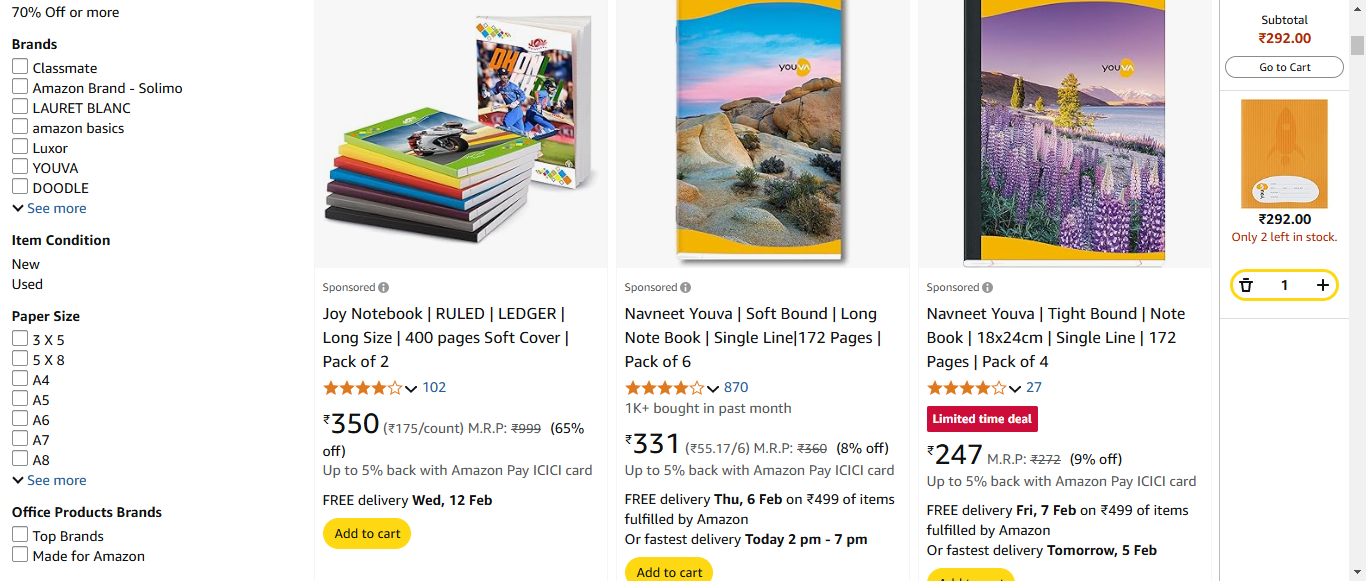 70% Off or more
Brands
Classmate
Amazon Brand - Solimo
LAURET BLANC
amazon basics
Luxor
YOUVA
DOODLE
See more
Item Condition
New
Used
Paper Size
3 X 5
5 X 8
A4
A5
A6
A7
A8
See more
Office Products Brands
Top Brands
Made for Amazon
DHONI
Sponsored
Joy Notebook | RULED | LEDGER |
Long Size | 400 pages Soft Cover |
Pack of 2
102
₹350 (₹175/count) M.R.P: ₹999 (65%
off)
Up to 5% back with Amazon Pay ICICI card
FREE delivery Wed, 12 Feb
Add to cart
youva
Sponsored
Navneet Youva | Soft Bound | Long
Note Book | Single Line|172 Pages |
Pack of 6
870
1K+ bought in past month
₹331 (₹55.17/6) M.R.P: ₹360 (8% off)
Up to 5% back with Amazon Pay ICICI card
FREE delivery Thu, 6 Feb on ₹499 of items
fulfilled by Amazon
Or fastest delivery Today 2 pm - 7 pm
Add to cart
youva
Sponsored
Navneet Youva | Tight Bound | Note
Book | 18x24cm | Single Line | 172
Pages | Pack of 4
27
Limited time deal
₹247 M.R.P: ₹272 (9% off)
Up to 5% back with Amazon Pay ICICI card
FREE delivery Fri, 7 Feb on ₹499 of items
fulfilled by Amazon
Or fastest delivery Tomorrow, 5 Feb
Subtotal
₹292.00
Go to Cart
₹292.00
Only 2 left in stock.
1